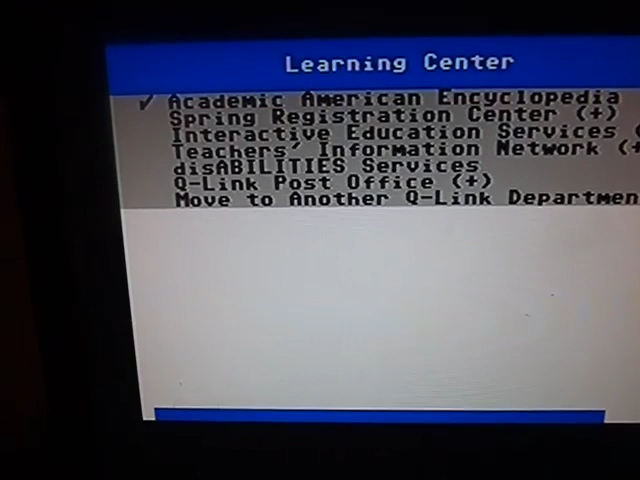 Learning Center
✓ Academic American Encyclopedia
Spring Registration Center (+)
Interactive Education Services (
Teachers' Information Network (+
disABILITIES Services
Q-Link Post Office (+)
Move to Another Q-Link Departmen